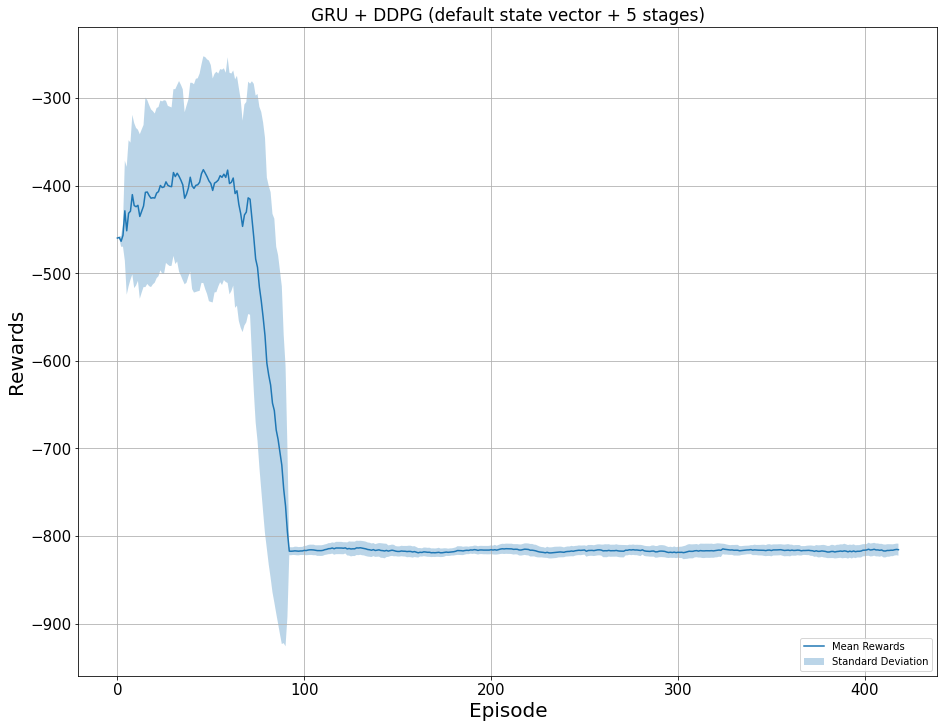 GRU + DDPG (default state vector + 5 stages)
Rewards
−300
−400
−500
−600
−700
−800
−900
0
100
200
300
400
Episode
Mean Rewards
Standard Deviation